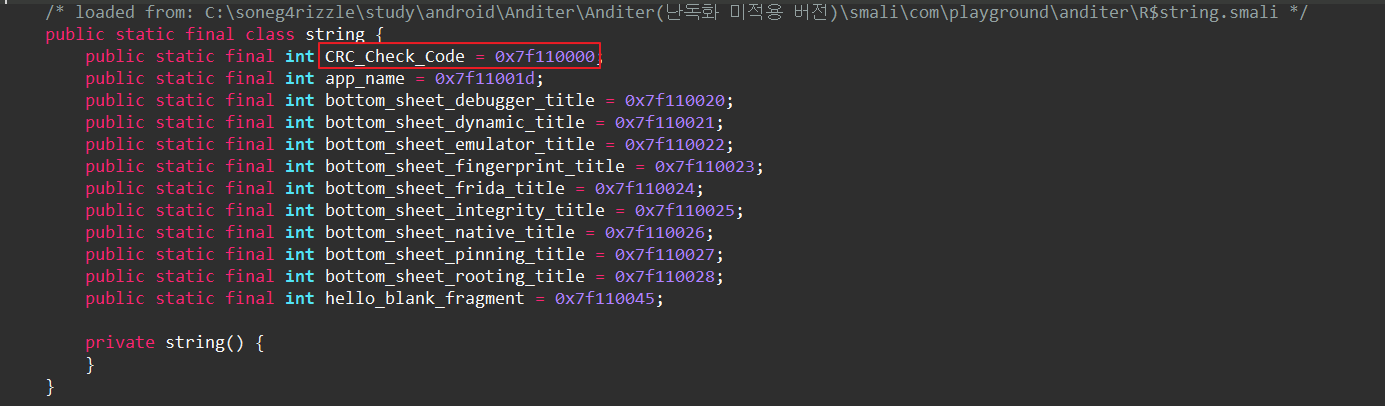 /* loaded from: C:\soneg4rizzle\study\android\Anditer\Anditer(난독화 미적용 버전)\smali\com\playground\anditer\R$string.smali */
public static final class string {
public static final int CRC_Check_Code = 0x7f110000;
public static final int app_name = 0x7f11001d;
public static final int bottom_sheet_debugger_title = 0x7f110020;
public static final int bottom_sheet_dynamic_title = 0x7f110021;
public static final int bottom_sheet_emulator_title = 0x7f110022;
public static final int bottom_sheet_fingerprint_title = 0x7f110023;
public static final int bottom_sheet_frida_title = 0x7f110024;
public static final int bottom_sheet_integrity_title = 0x7f110025;
public static final int bottom_sheet_native_title = 0x7f110026;
public static final int bottom_sheet_pinning_title = 0x7f110027;
public static final int bottom_sheet_rooting_title = 0x7f110028;
public static final int hello_blank_fragment = 0x7f110045;
private string() {
}
}